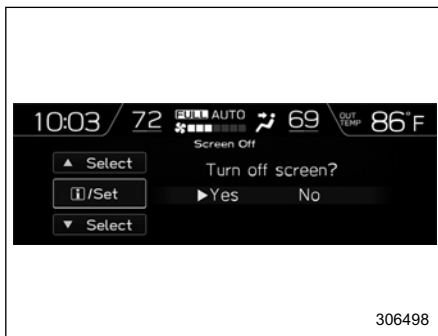 10:03 72 FULL AUTO 69 OUT TEMP 86°F
Screen Off
▲ Select
Turn off screen?
i/Set
▶Yes No
▼ Select
306498